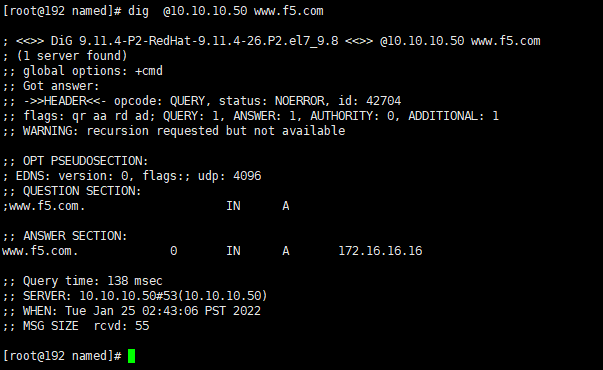 [root@192 named]# dig  @10.10.10.50 www.f5.com

; <<>> DiG 9.11.4-P2-RedHat-9.11.4-26.P2.el7_9.8 <<>> @10.10.10.50 www.f5.com
; (1 server found)
;; global options: +cmd
;; Got answer:
;; ->>HEADER<<- opcode: QUERY, status: NOERROR, id: 42704
;; flags: qr aa rd ad; QUERY: 1, ANSWER: 1, AUTHORITY: 0, ADDITIONAL: 1
;; WARNING: recursion requested but not available

;; OPT PSEUDOSECTION:
; EDNS: version: 0, flags:; udp: 4096
;; QUESTION SECTION:
;www.f5.com.                    IN      A

;; ANSWER SECTION:
www.f5.com.             0       IN      A       172.16.16.16

;; Query time: 138 msec
;; SERVER: 10.10.10.50#53(10.10.10.50)
;; WHEN: Tue Jan 25 02:43:06 PST 2022
;; MSG SIZE  rcvd: 55

[root@192 named]#